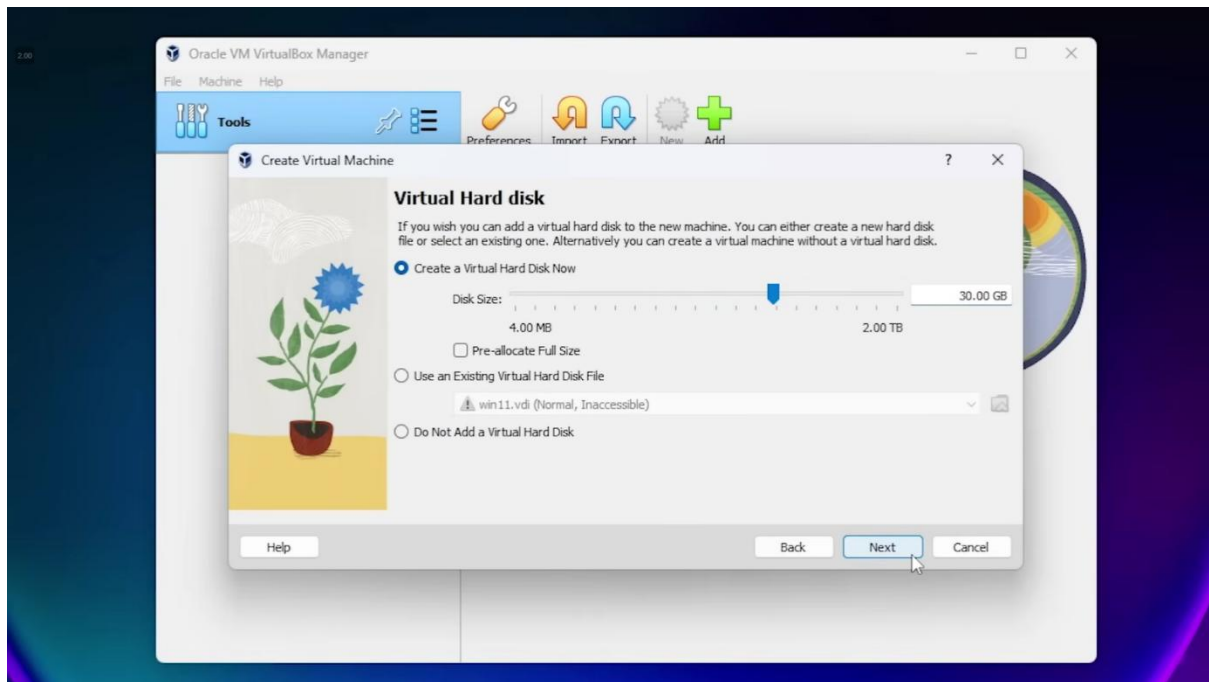 2.00
Oracle VM VirtualBox Manager
File Machine Help
Tools
Preferences Import Export New Add
Create Virtual Machine
?
Virtual Hard disk
If you wish you can add a virtual hard disk to the new machine. You can either create a new hard disk
file or select an existing one. Alternatively you can create a virtual machine without a virtual hard disk.
Create a Virtual Hard Disk Now
Disk Size:
30.00 GB
4.00 MB 2.00 TB
Pre-allocate Full Size
Use an Existing Virtual Hard Disk File
win11.vdi (Normal, Inaccessible)
Do Not Add a Virtual Hard Disk
Help Back Next Cancel